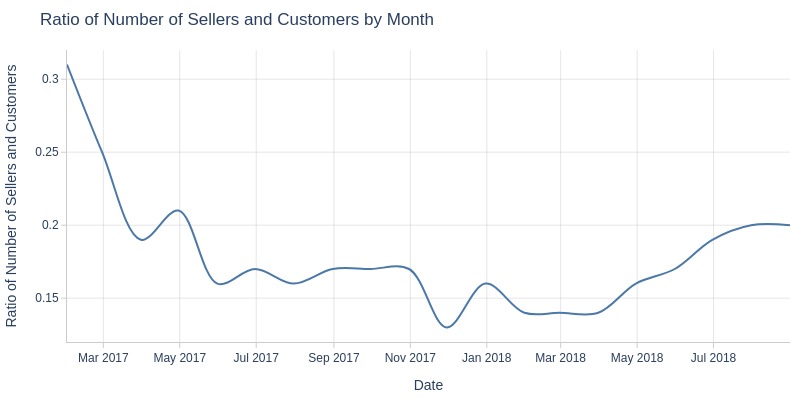 Ratio of Number of Sellers and Customers by Month
Ratio of Number of Sellers and Customers
0.3
0.25
0.2
0.15
Mar 2017 May 2017 Jul 2017 Sep 2017 Nov 2017 Jan 2018 Mar 2018 May 2018 Jul 2018
Date